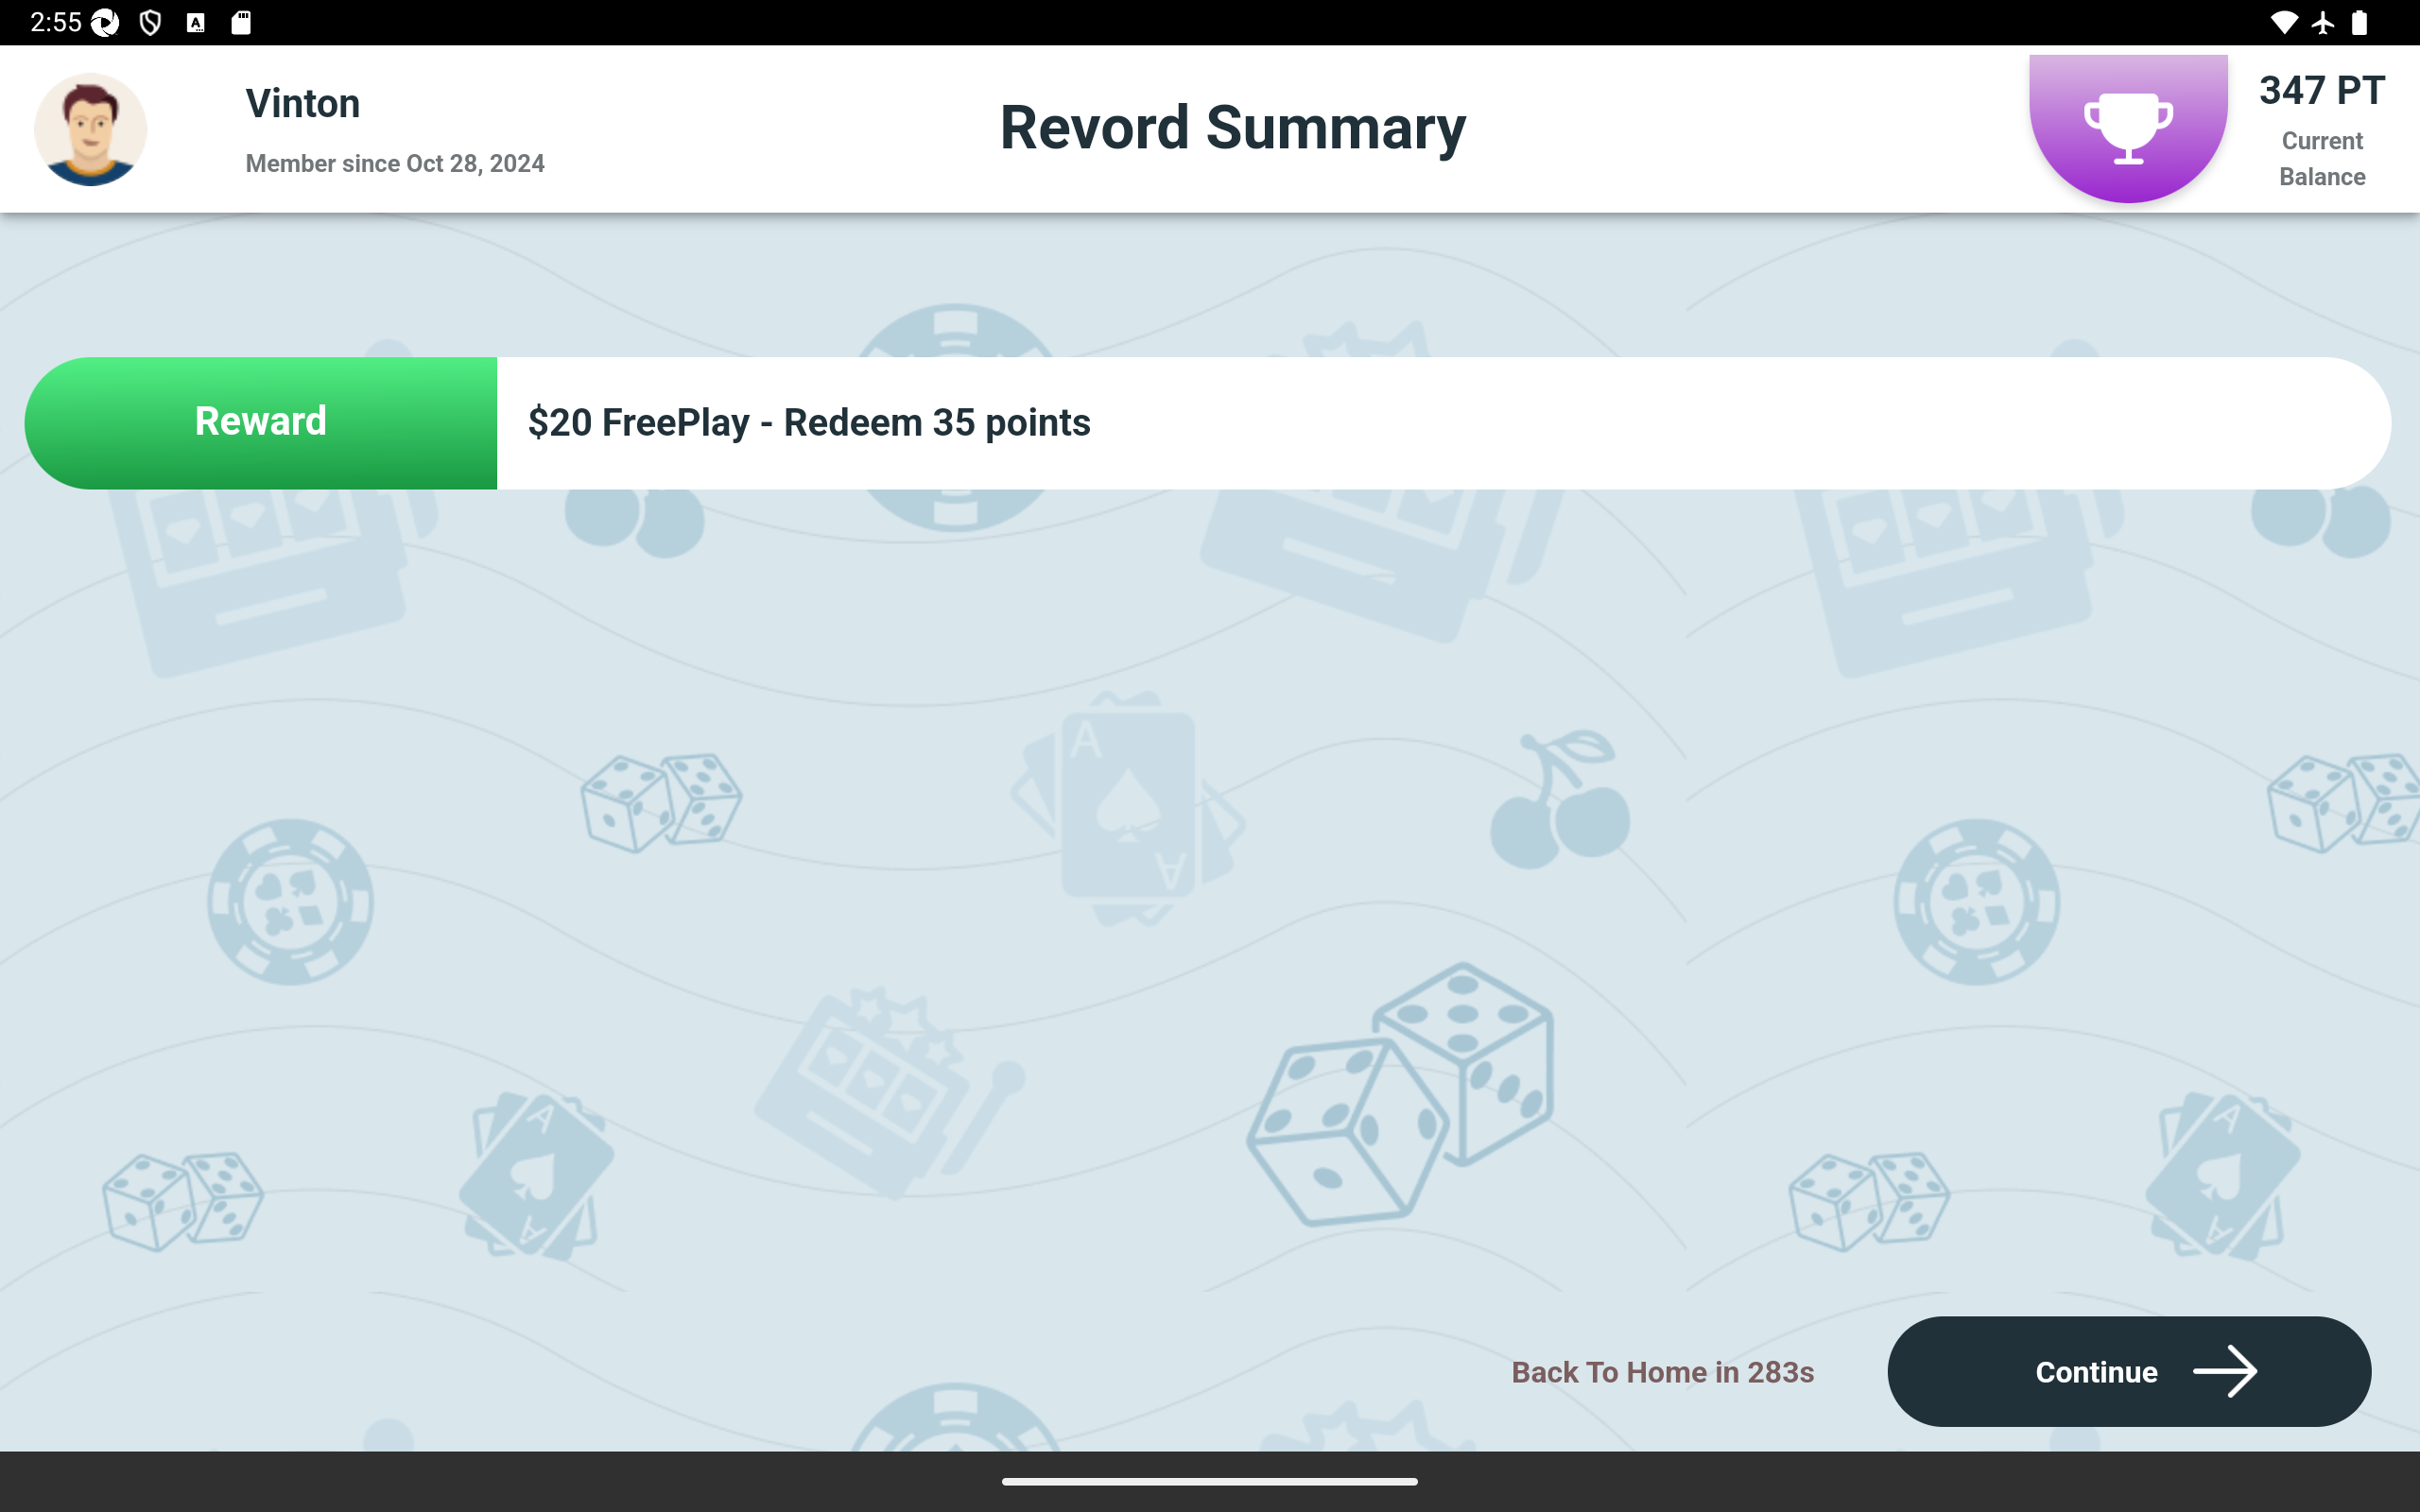 2:55
Vinton
Member since Oct 28, 2024
Revord Summary
347 PT
Current
Balance
Reward
$20 FreePlay - Redeem 35 points
Back To Home in 283s
Continue